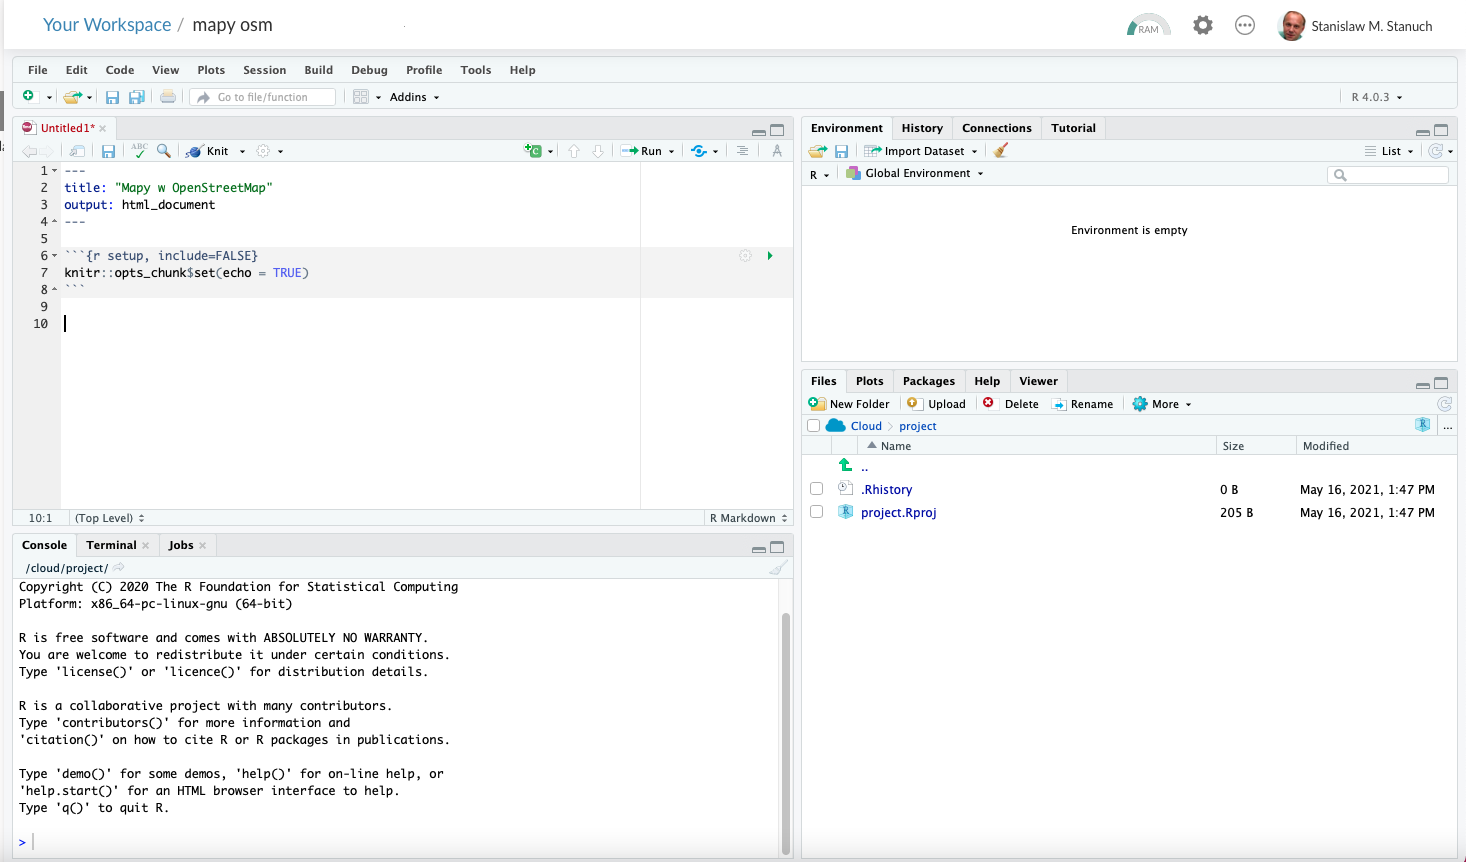 Your Workspace / mapy osm
RAM
Stanislaw M. Stanuch
File Edit Code View Plots Session Build Debug Profile Tools Help
Go to file/function Addins R 4.0.3
Untitled1*
ABC Knit Run
1 ---
2 title: "Mapy w OpenStreetMap"
3 output: html_document
4 ---
5
6 ```{r setup, include=FALSE}
7 knitr::opts_chunk$set(echo = TRUE)
8 ```
9
10
10:1 (Top Level) R Markdown
Console Terminal Jobs
/cloud/project/
Copyright (C) 2020 The R Foundation for Statistical Computing
Platform: x86_64-pc-linux-gnu (64-bit)
R is free software and comes with ABSOLUTELY NO WARRANTY.
You are welcome to redistribute it under certain conditions.
Type 'license()' or 'licence()' for distribution details.
R is a collaborative project with many contributors.
Type 'contributors()' for more information and
'citation()' on how to cite R or R packages in publications.
Type 'demo()' for some demos, 'help()' for on-line help, or
'help.start()' for an HTML browser interface to help.
Type 'q()' to quit R.
>
Environment History Connections Tutorial
Import Dataset List
R Global Environment
Environment is empty
Files Plots Packages Help Viewer
New Folder Upload Delete Rename More
Cloud project ...
Name Size Modified
..
.Rhistory 0 B May 16, 2021, 1:47 PM
project.Rproj 205 B May 16, 2021, 1:47 PM